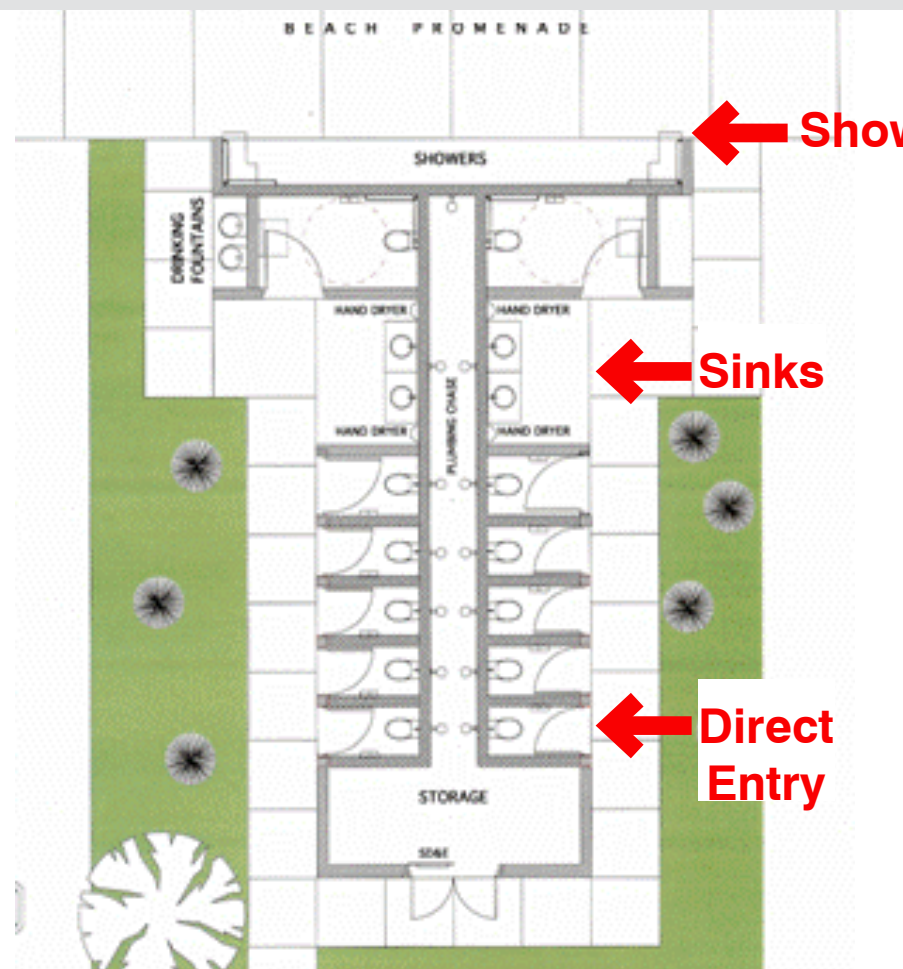 BEACH PROMENADE
Show
SHOWERS
DRINKING
FOUNTAINS
HAND DRYER
HAND DRYER
Sinks
PLUMBING CHASE
HAND DRYER
HAND DRYER
Direct
Entry
STORAGE